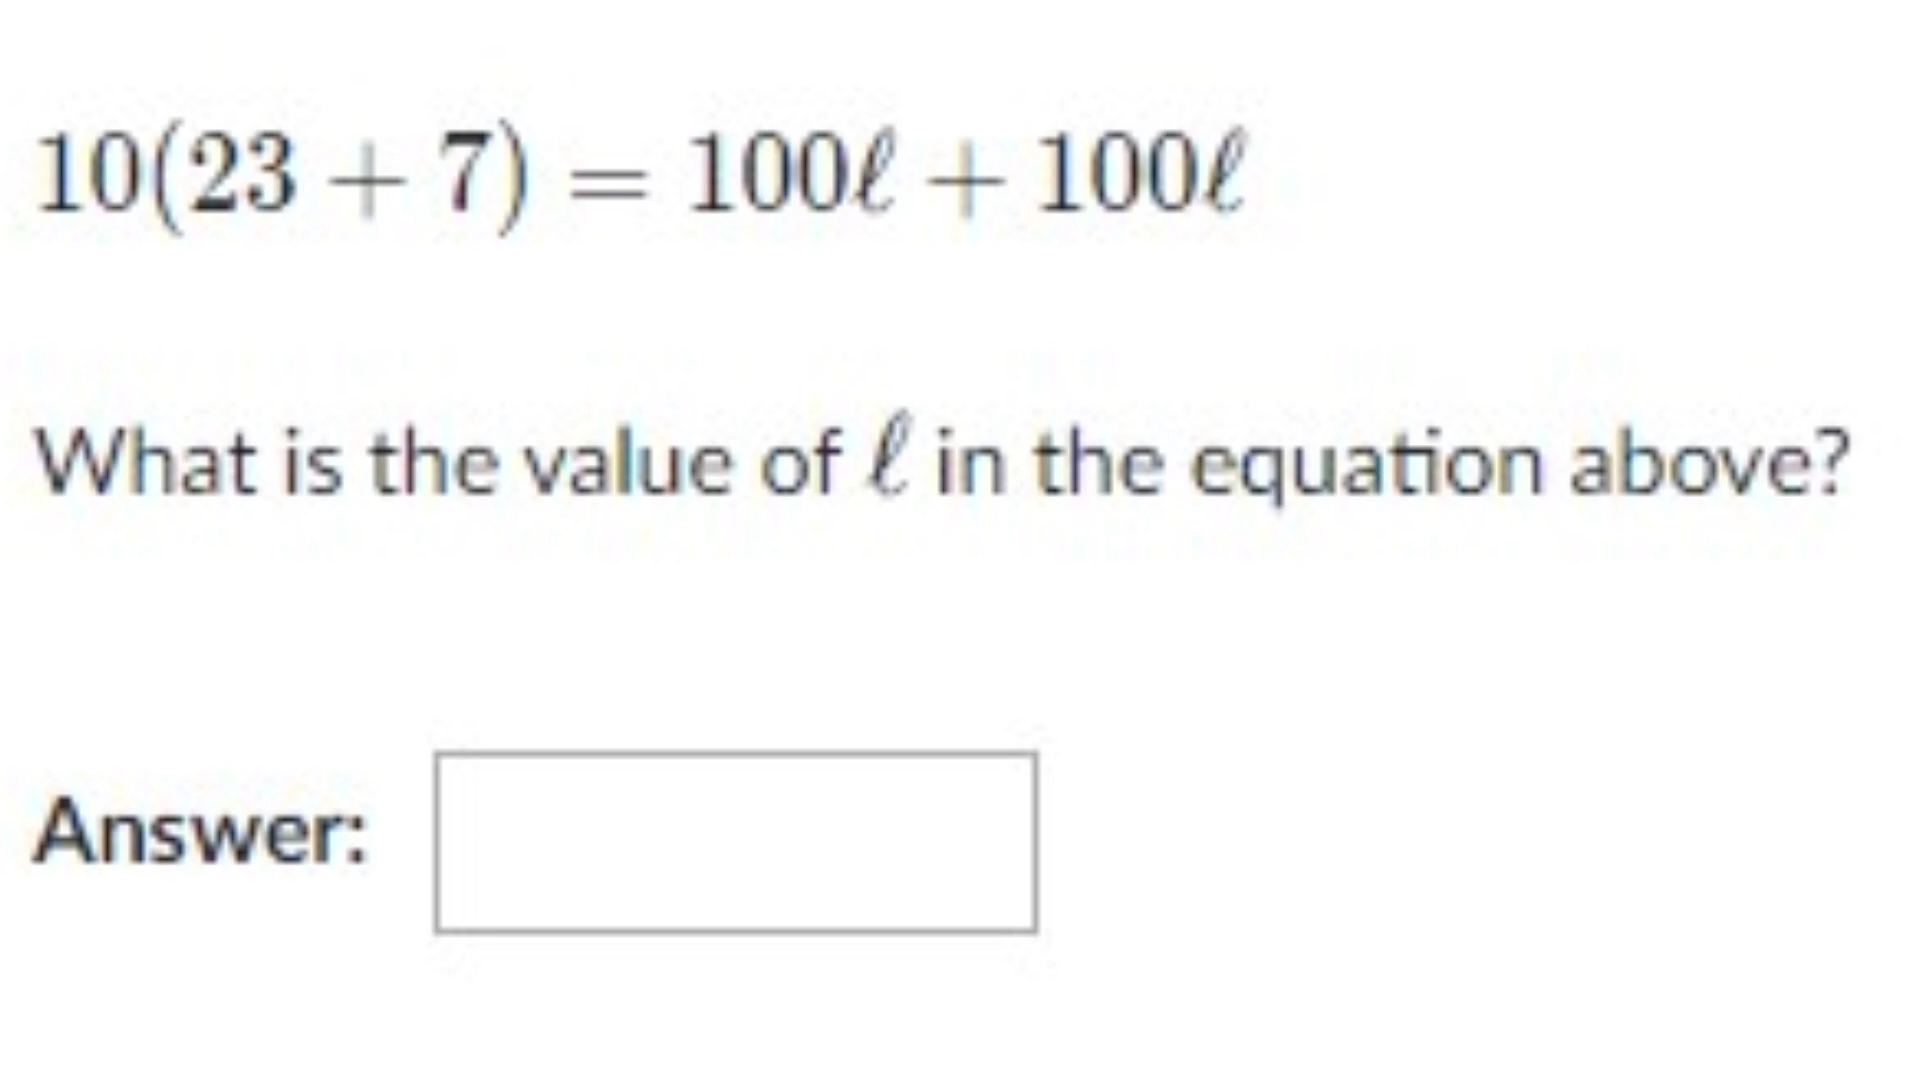 10(23 + 7) = 100ℓ + 100ℓ
What is the value of ℓ in the equation above?
Answer: